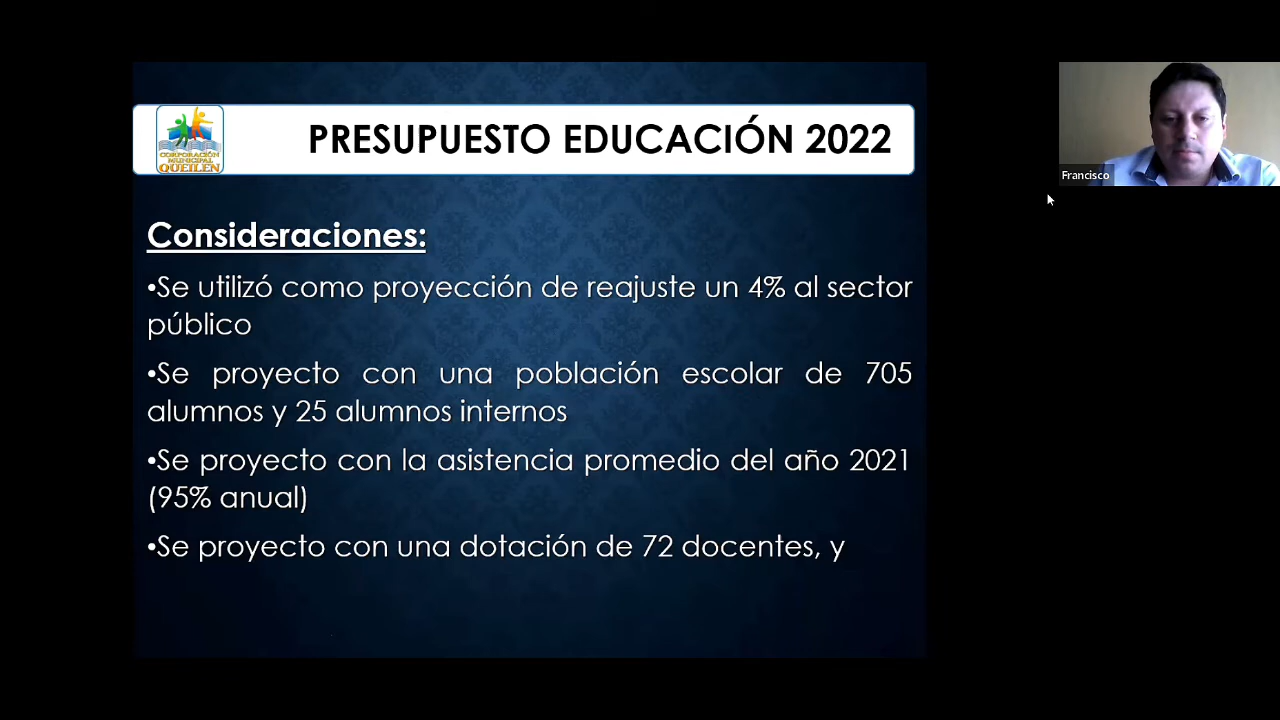 CORPORACIÓN
MUNICIPAL
QUEILEN
PRESUPUESTO EDUCACIÓN 2022
Francisco
Consideraciones:
•Se utilizó como proyección de reajuste un 4% al sector
público
•Se proyecto con una población escolar de 705
alumnos y 25 alumnos internos
•Se proyecto con la asistencia promedio del año 2021
(95% anual)
•Se proyecto con una dotación de 72 docentes, y